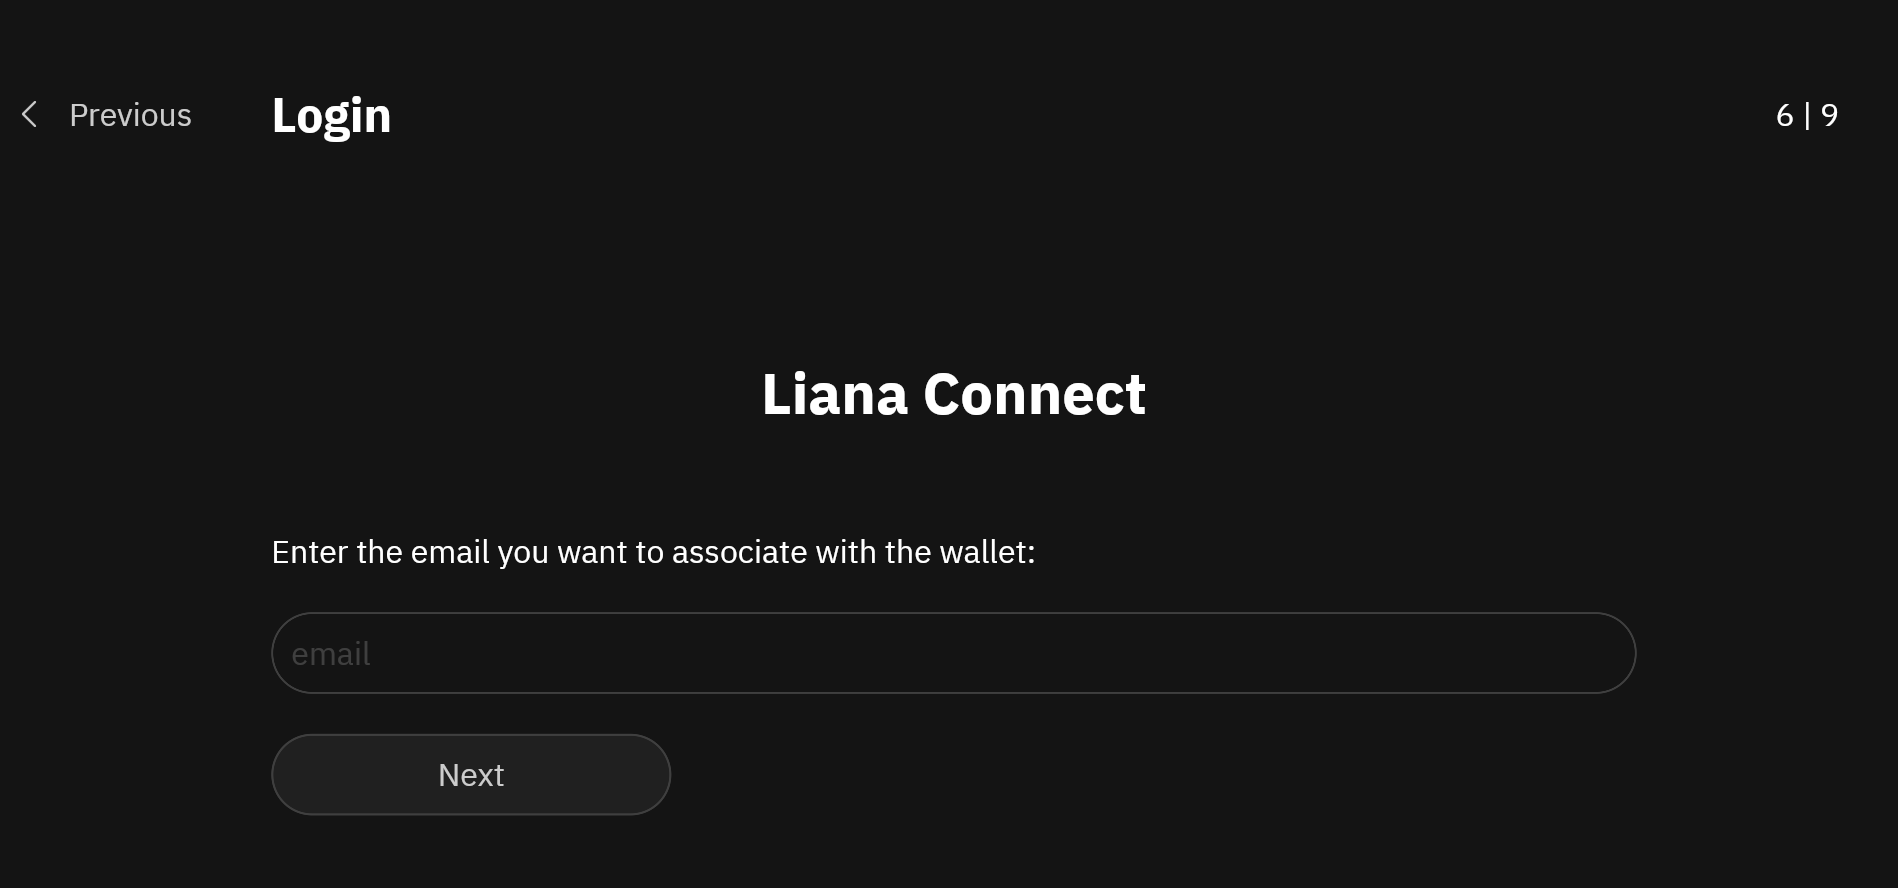 Previous
Login
6 | 9
Liana Connect
Enter the email you want to associate with the wallet:
email
Next